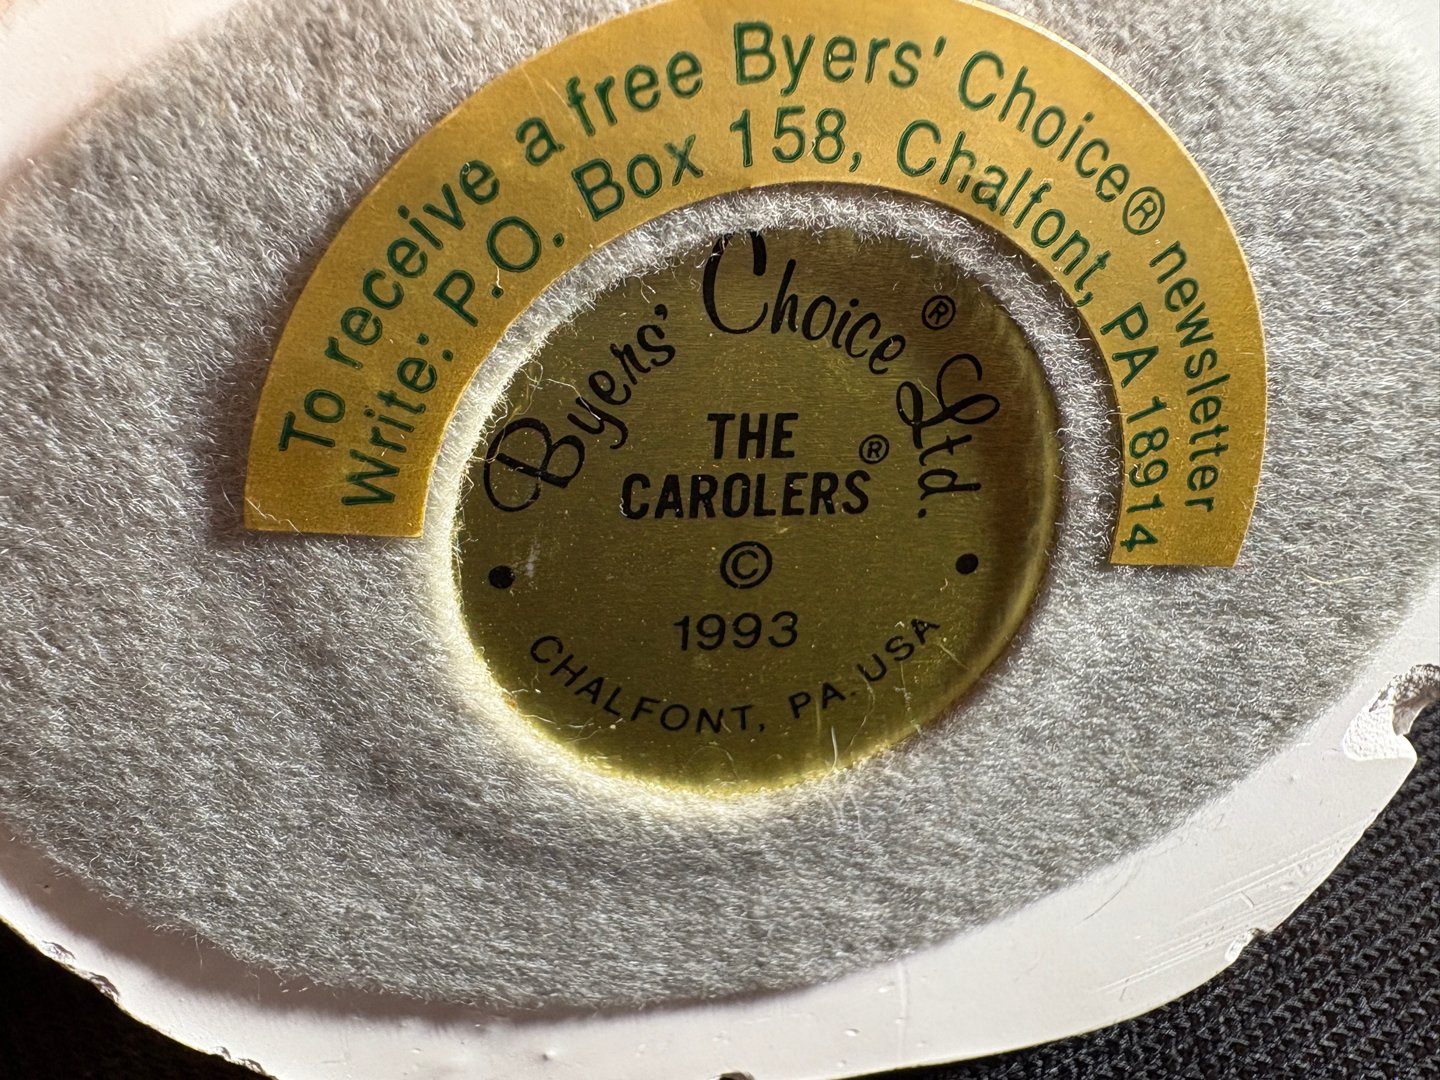 To receive a free Byers' Choice® newsletter
Write: P.O. Box 158, Chalfont, PA 18914
Byers' Choice Ltd.®
THE
CAROLERS®
©
1993
CHALFONT, PA. USA